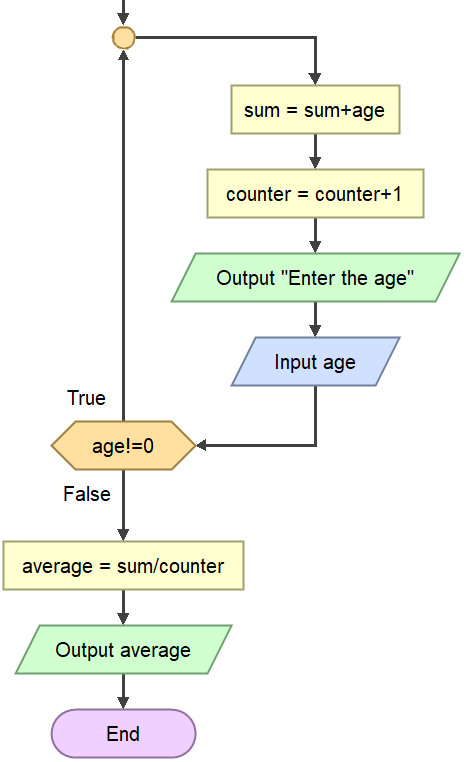 sum = sum+age
counter = counter+1
Output "Enter the age"
Input age
True
age!=0
False
average = sum/counter
Output average
End